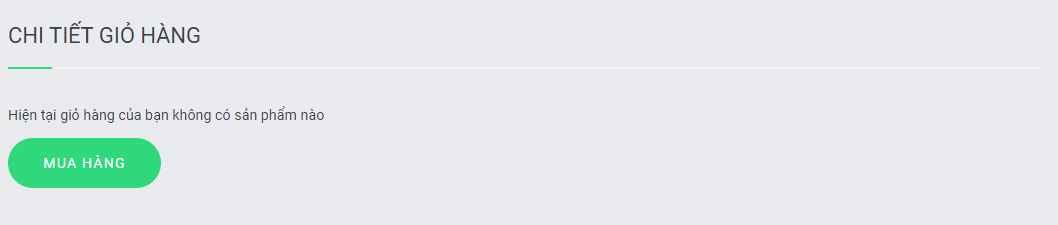 CHI TIẾT GIỎ HÀNG
Hiện tại giỏ hàng của bạn không có sản phẩm nào
MUA HÀNG